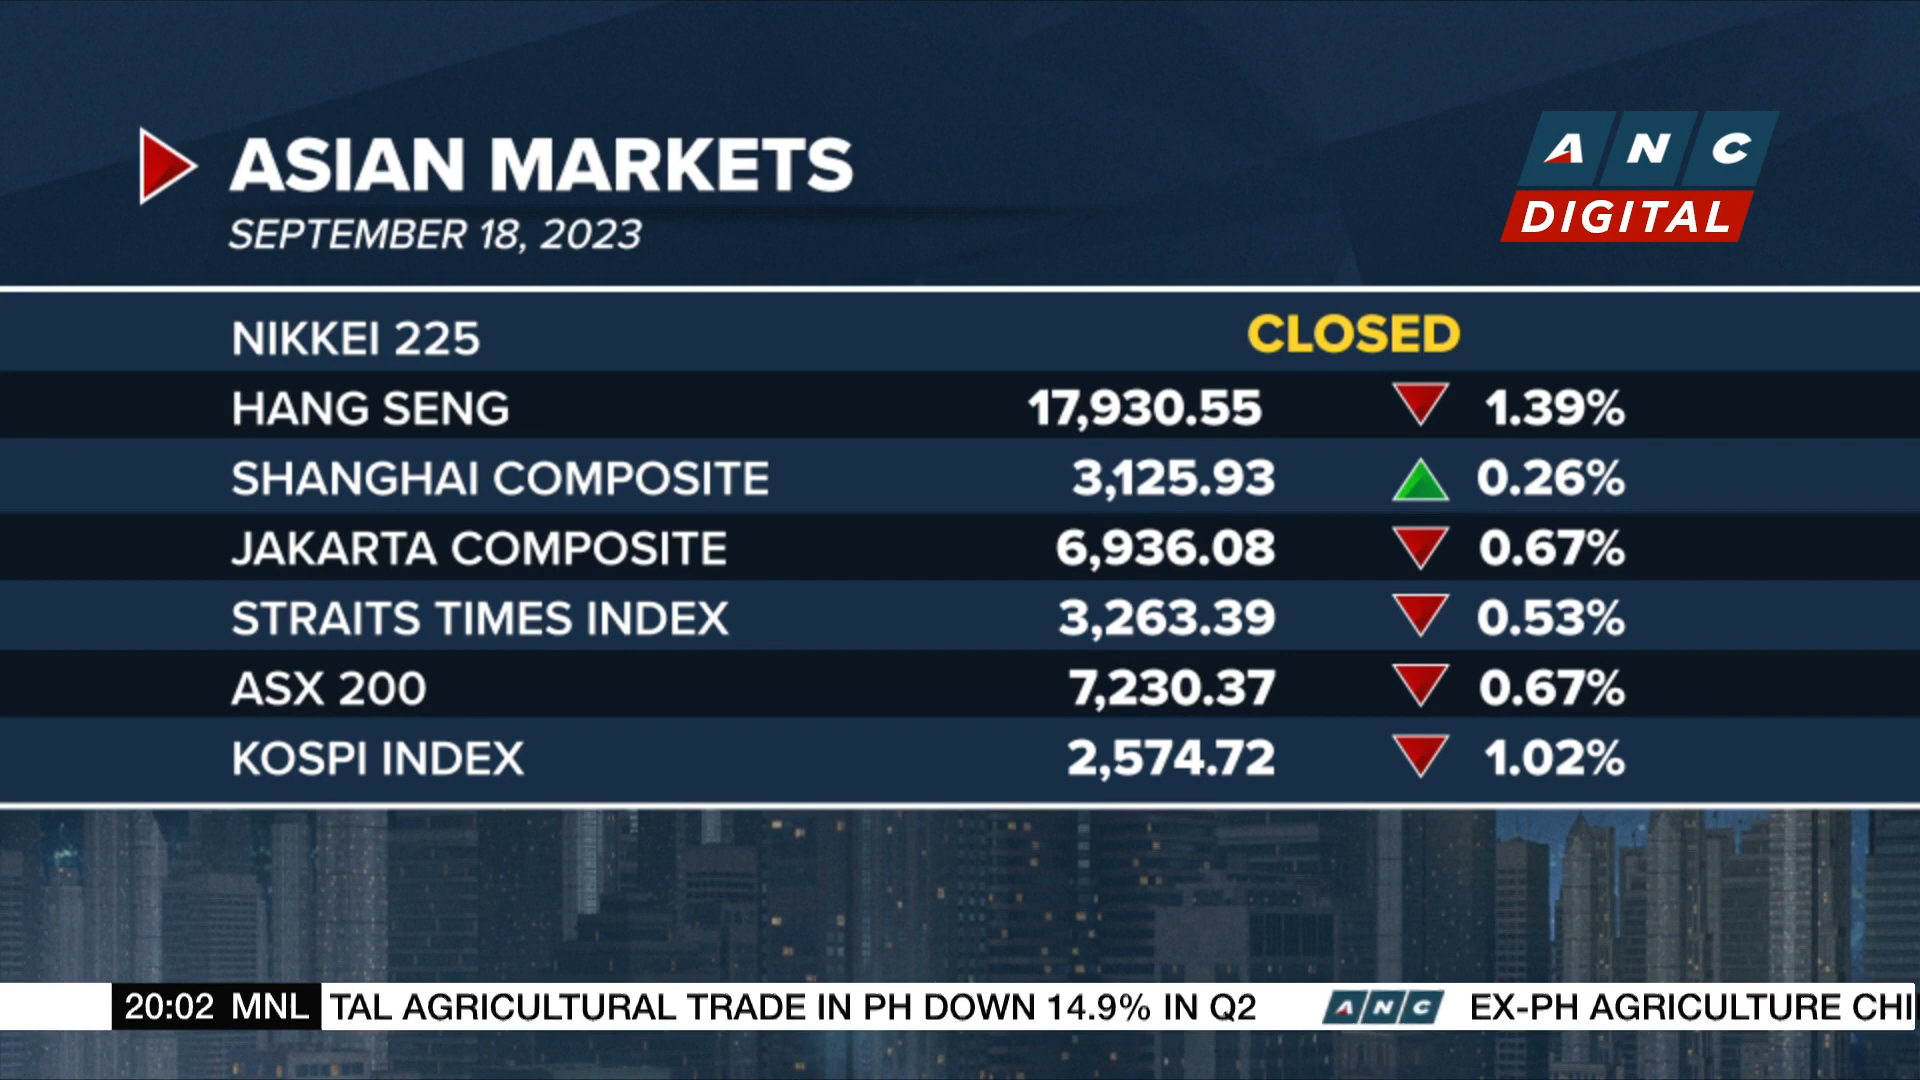 ASIAN MARKETS
SEPTEMBER 18, 2023
ANC
DIGITAL
NIKKEI 225 CLOSED
HANG SENG 17,930.55 1.39%
SHANGHAI COMPOSITE 3,125.93 0.26%
JAKARTA COMPOSITE 6,936.08 0.67%
STRAITS TIMES INDEX 3,263.39 0.53%
ASX 200 7,230.37 0.67%
KOSPI INDEX 2,574.72 1.02%
20:02 MNL TAL AGRICULTURAL TRADE IN PH DOWN 14.9% IN Q2 ANC EX-PH AGRICULTURE CHI